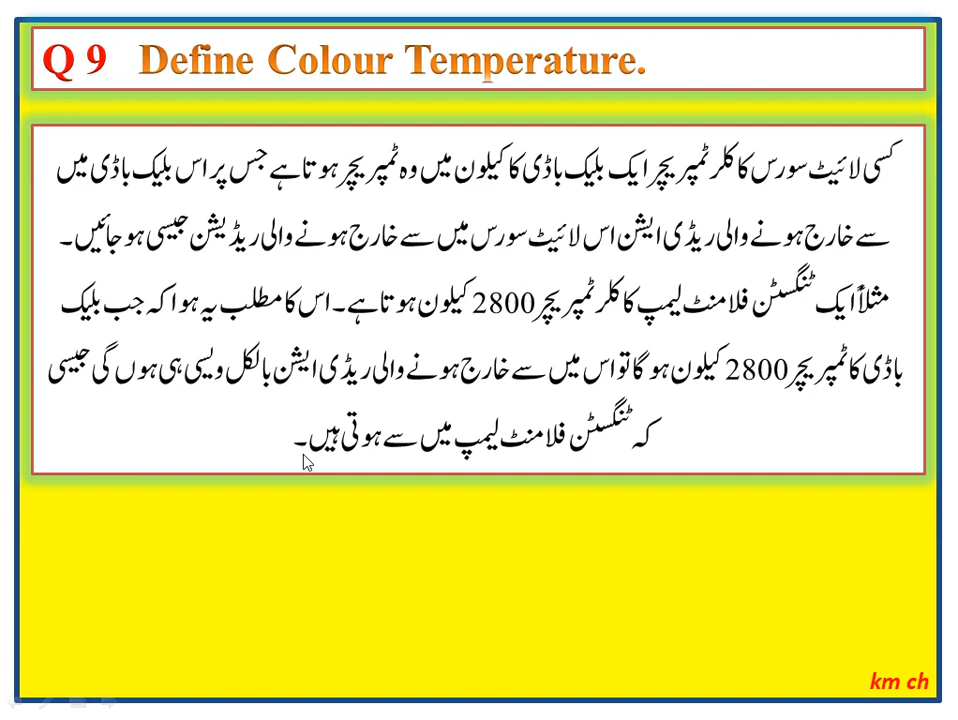 Q 9 Define Colour Temperature.
کسی لائیٹ سورس کا کلر ٹمپریچر ایک بلیک باڈی کا کیلون میں وہ ٹمپریچر ہوتا ہے جس پر اس بلیک باڈی میں
سے خارج ہونے والی ریڈی ایشن اس لائیٹ سورس میں سے خارج ہونے والی ریڈیشن جیسی ہو جائیں۔
مثلاً ایک ٹنگسٹن فلامنٹ لیمپ کا کلر ٹمپریچر 2800 کیلون ہوتا ہے۔ اس کا مطلب یہ ہوا کہ جب بلیک
باڈی کا ٹمپریچر 2800 کیلون ہو گا تو اس میں سے خارج ہونے والی ریڈی ایشن بالکل ویسی ہی ہوں گی جیسی
کہ ٹنگسٹن فلامنٹ لیمپ میں سے ہوتی ہیں۔
km ch